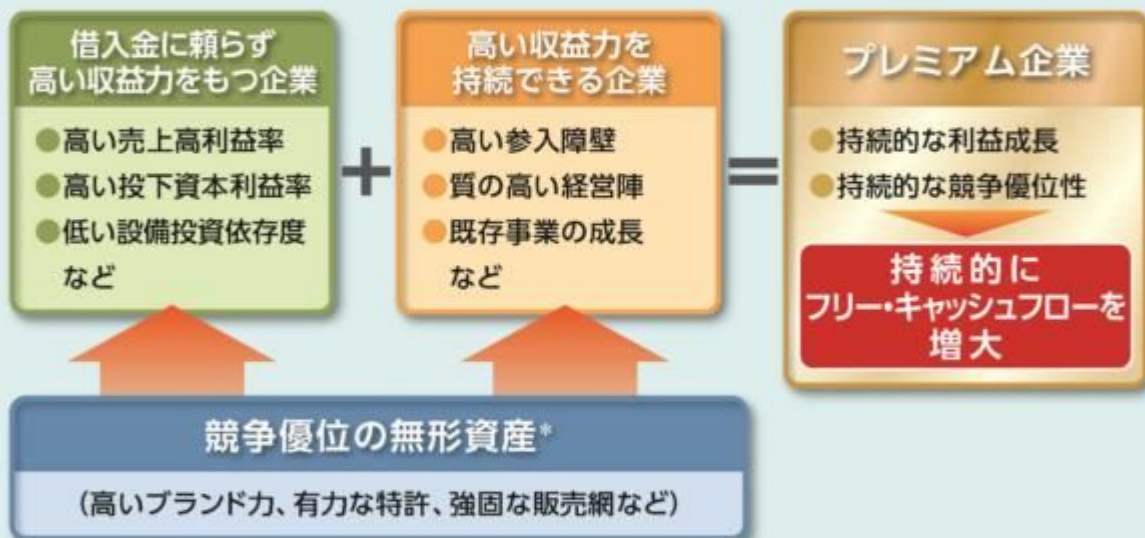 借入金に頼らず
高い収益力をもつ企業
●高い売上高利益率
●高い投下資本利益率
●低い設備投資依存度
など
+
高い収益力を
持続できる企業
●高い参入障壁
●質の高い経営陣
●既存事業の成長
など
=
プレミアム企業
●持続的な利益成長
●持続的な競争優位性
持続的に
フリー・キャッシュフローを
増大
競争優位の無形資産*
(高いブランド力、有力な特許、強固な販売網など)